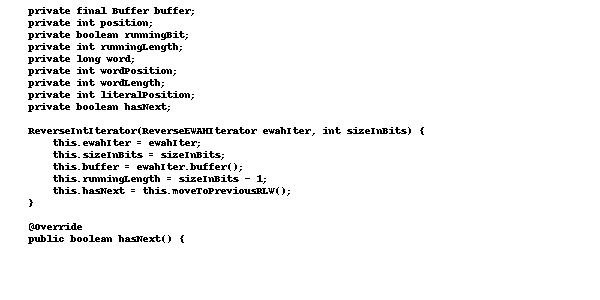 private final Buffer buffer;
private int position;
private boolean runningBit;
private int runningLength;
private long word;
private int wordPosition;
private int wordLength;
private int literalPosition;
private boolean hasNext;

ReverseIntIterator(ReverseEWAHIterator ewahIter, int sizeInBits) {
    this.ewahIter = ewahIter;
    this.sizeInBits = sizeInBits;
    this.buffer = ewahIter.buffer();
    this.runningLength = sizeInBits - 1;
    this.hasNext = this.moveToPreviousRLW();
}

@Override
public boolean hasNext() {